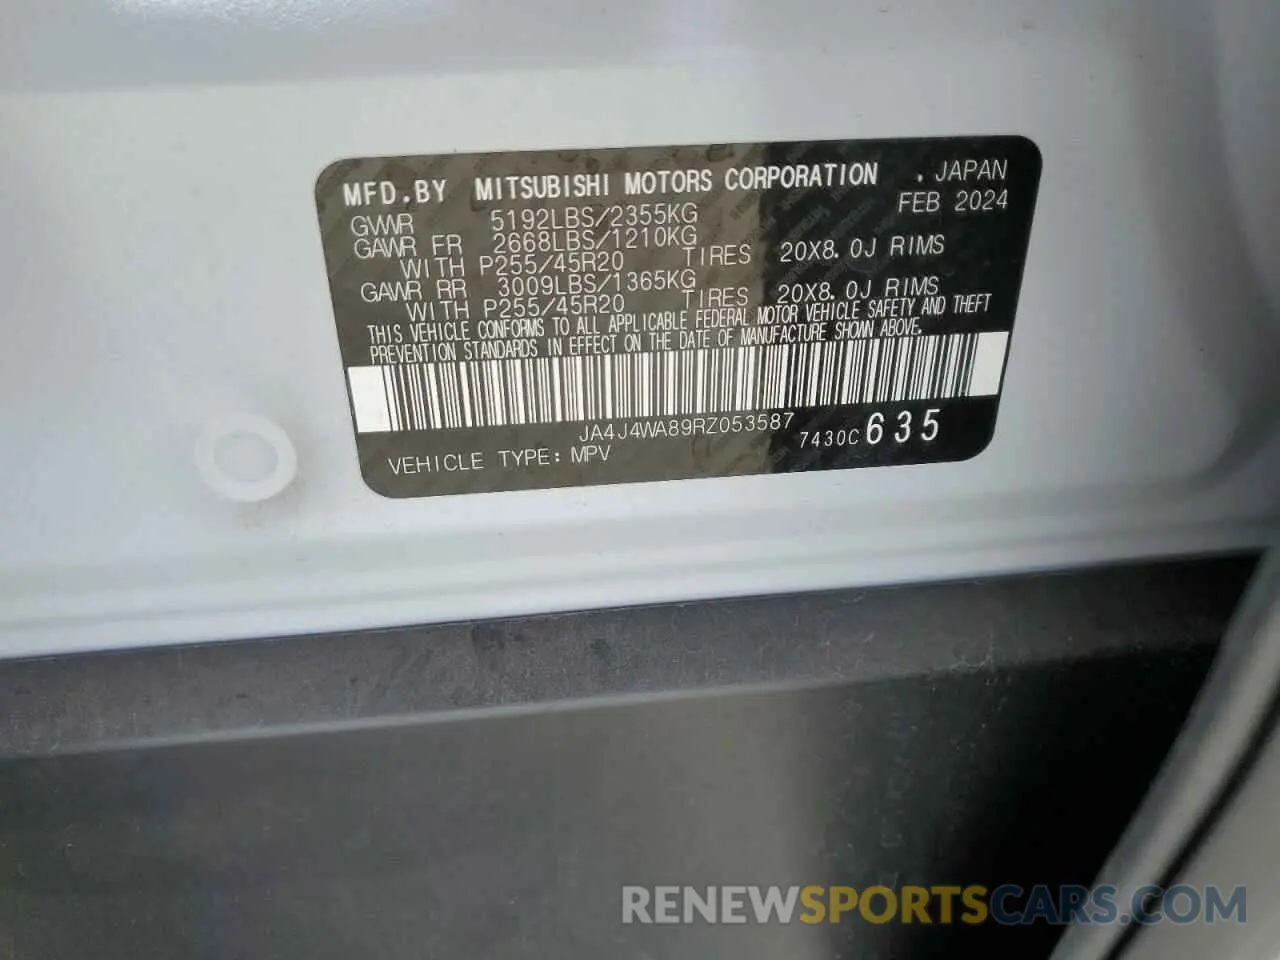 MFD.BY MITSUBISHI MOTORS CORPORATION . JAPAN
FEB 2024
GVWR 5192LBS/2355KG
GAWR FR 2668LBS/1210KG
WITH P255/45R20 TIRES 20X8.0J RIMS
GAWR RR 3009LBS/1365KG
WITH P255/45R20 TIRES 20X8.0J RIMS
THIS VEHICLE CONFORMS TO ALL APPLICABLE FEDERAL MOTOR VEHICLE SAFETY AND THEFT
PREVENTION STANDARDS IN EFFECT ON THE DATE OF MANUFACTURE SHOWN ABOVE.
JA4J4WA89RZ053587 7430C 635
VEHICLE TYPE: MPV
RENEWSPORTSCARS.COM